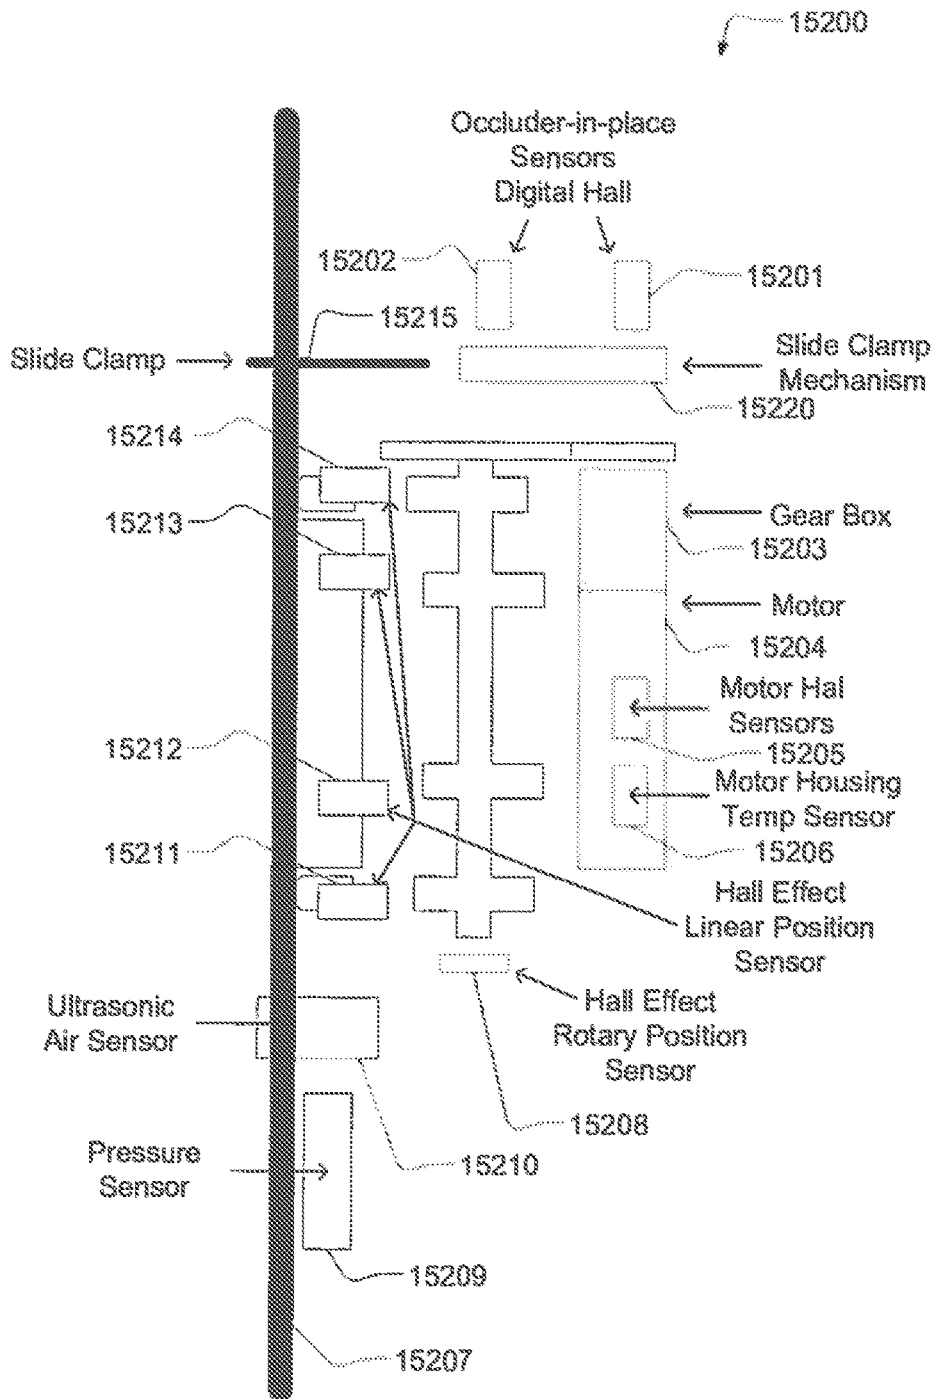 15200
Occluder-in-place
Sensors
Digital Hall
15202
15201
15215
Slide Clamp
Slide Clamp
Mechanism
15220
15214
15213
Gear Box
15203
Motor
15204
Motor Hal
Sensors
15205
15212
Motor Housing
Temp Sensor
15206
15211
Hall Effect
Linear Position
Sensor
Ultrasonic
Air Sensor
Hall Effect
Rotary Position
Sensor
15208
Pressure
Sensor
15210
15209
15207